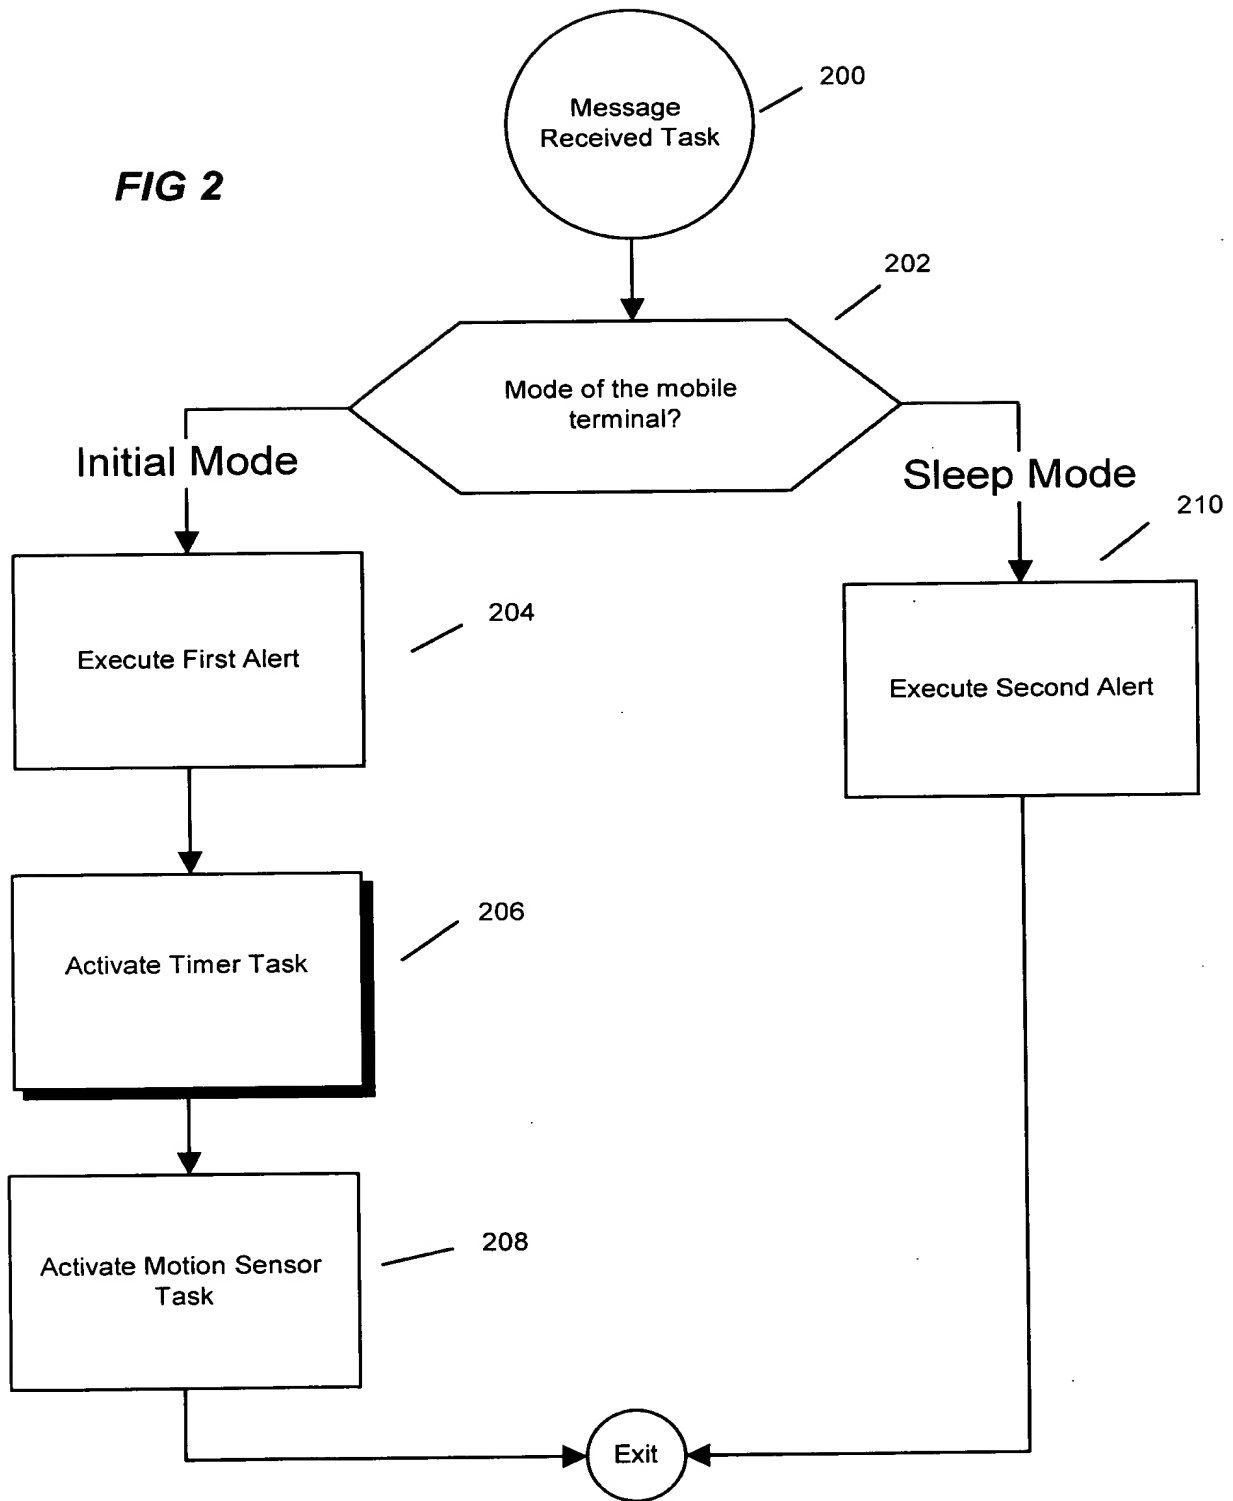 Message
Received Task
200
FIG 2
202
Mode of the mobile
terminal?
Initial Mode
Sleep Mode
210
204
Execute First Alert
Execute Second Alert
206
Activate Timer Task
208
Activate Motion Sensor
Task
Exit